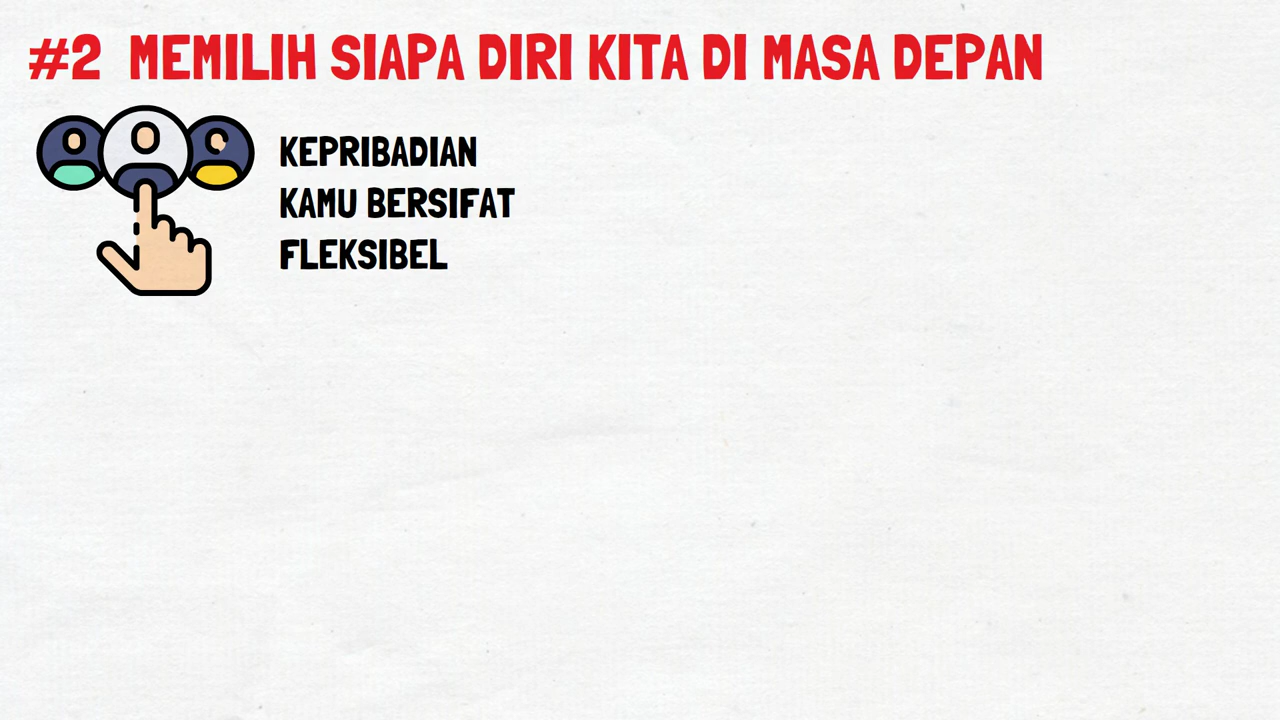 #2 MEMILIH SIAPA DIRI KITA DI MASA DEPAN
KEPRIBADIAN
KAMU BERSIFAT
FLEKSIBEL